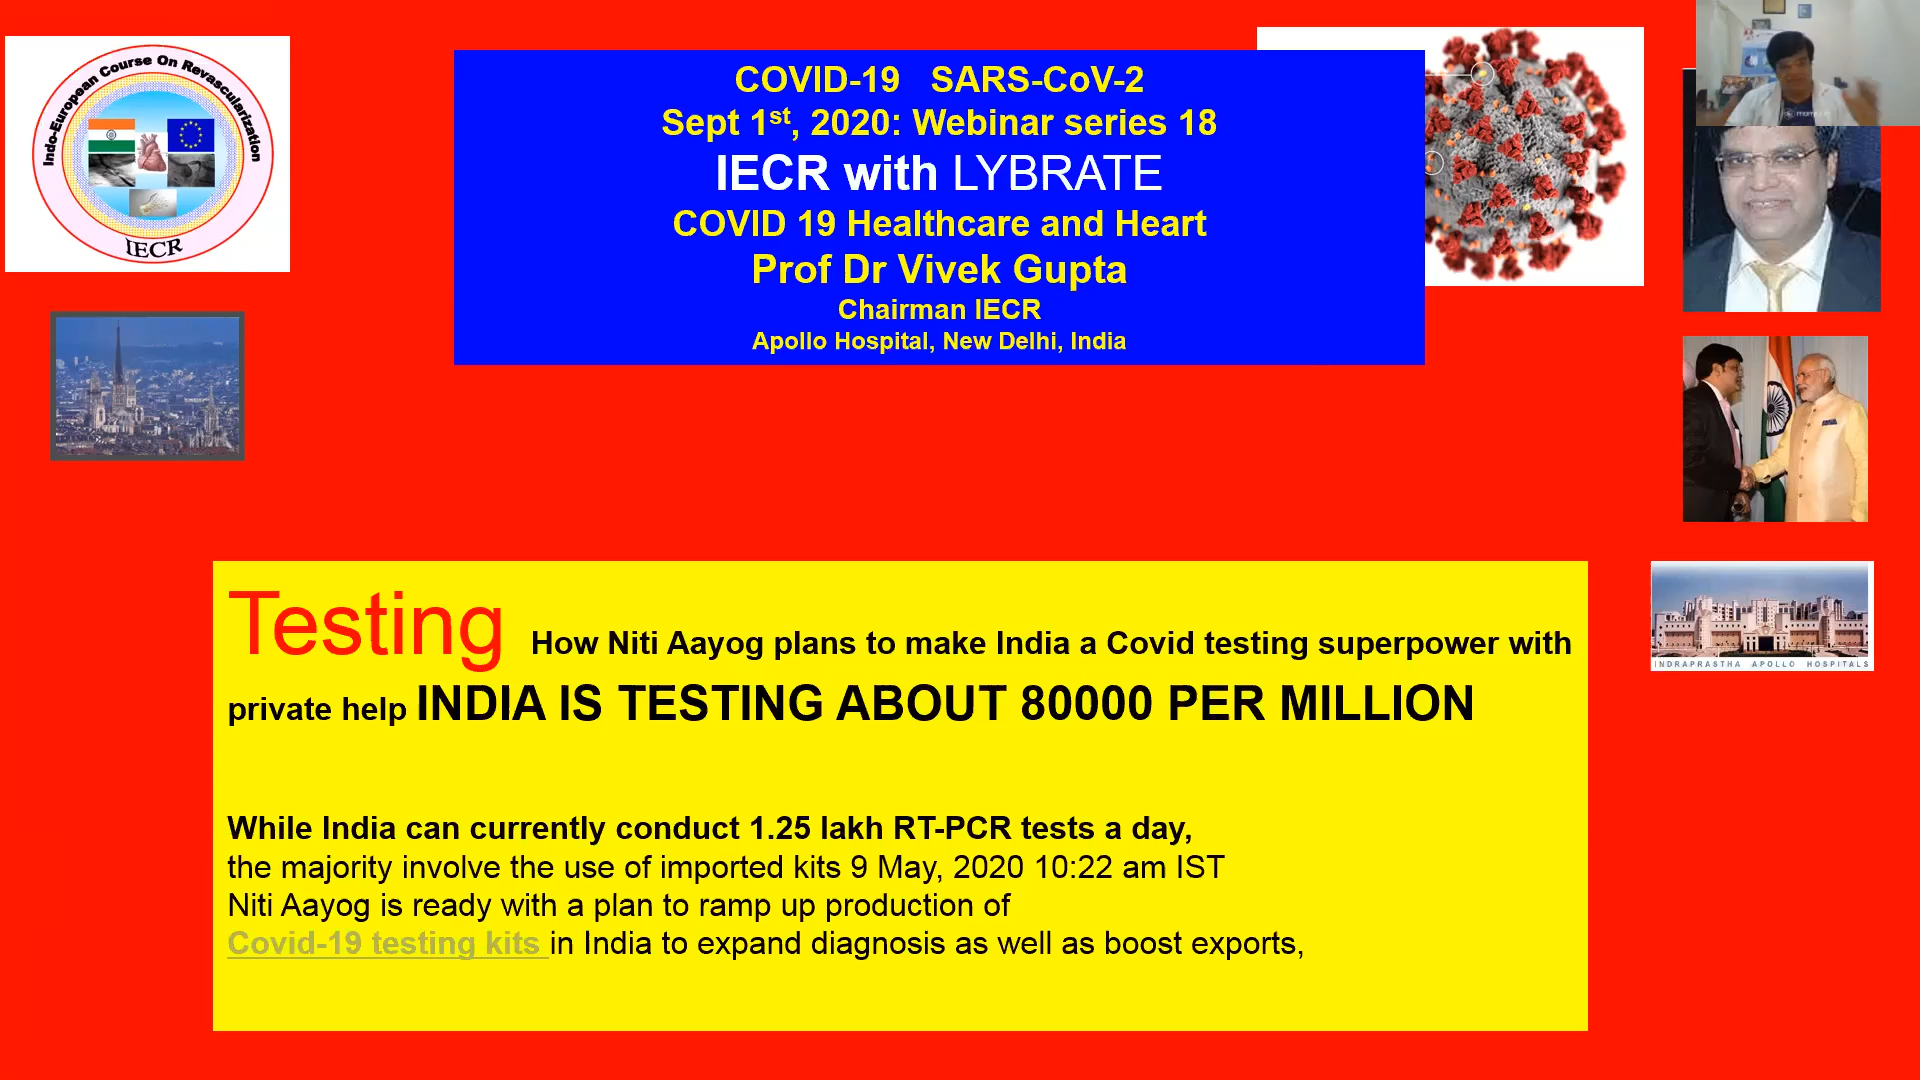 Indo-European Course On Revascularization
IECR
COVID-19 SARS-CoV-2
Sept 1st, 2020: Webinar series 18
IECR with LYBRATE
COVID 19 Healthcare and Heart
Prof Dr Vivek Gupta
Chairman IECR
Apollo Hospital, New Delhi, India
INDRAPRASTHA APOLLO HOSPITALS
Testing How Niti Aayog plans to make India a Covid testing superpower with
private help INDIA IS TESTING ABOUT 80000 PER MILLION
While India can currently conduct 1.25 lakh RT-PCR tests a day,
the majority involve the use of imported kits 9 May, 2020 10:22 am IST
Niti Aayog is ready with a plan to ramp up production of
Covid-19 testing kits in India to expand diagnosis as well as boost exports,